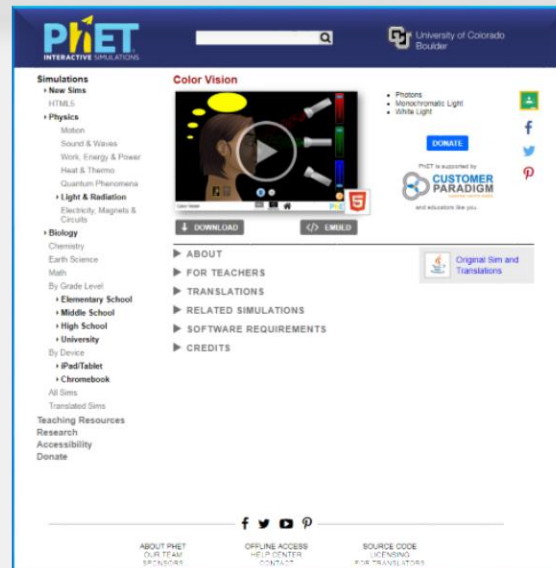 PhET
INTERACTIVE SIMULATIONS
University of Colorado
Boulder
Simulations
New Sims
HTML5
Physics
Motion
Sound & Waves
Work, Energy & Power
Heat & Thermo
Quantum Phenomena
Light & Radiation
Electricity, Magnets &
Circuits
Biology
Chemistry
Earth Science
Math
By Grade Level
Elementary School
Middle School
High School
University
By Device
iPad/Tablet
Chromebook
All Sims
Translated Sims
Teaching Resources
Research
Accessibility
Donate
Color Vision
Color Vision
PhET
5
DOWNLOAD
</> EMBED
ABOUT
FOR TEACHERS
TRANSLATIONS
RELATED SIMULATIONS
SOFTWARE REQUIREMENTS
CREDITS
Photons
Monochromatic Light
White Light
DONATE
PhET is supported by
CUSTOMER
PARADIGM
and educators like you
Original Sim and
Translations
ABOUT PHET
OUR TEAM
SPONSORS
OFFLINE ACCESS
HELP CENTER
CONTACT
SOURCE CODE
LICENSING
FOR TRANSLATORS